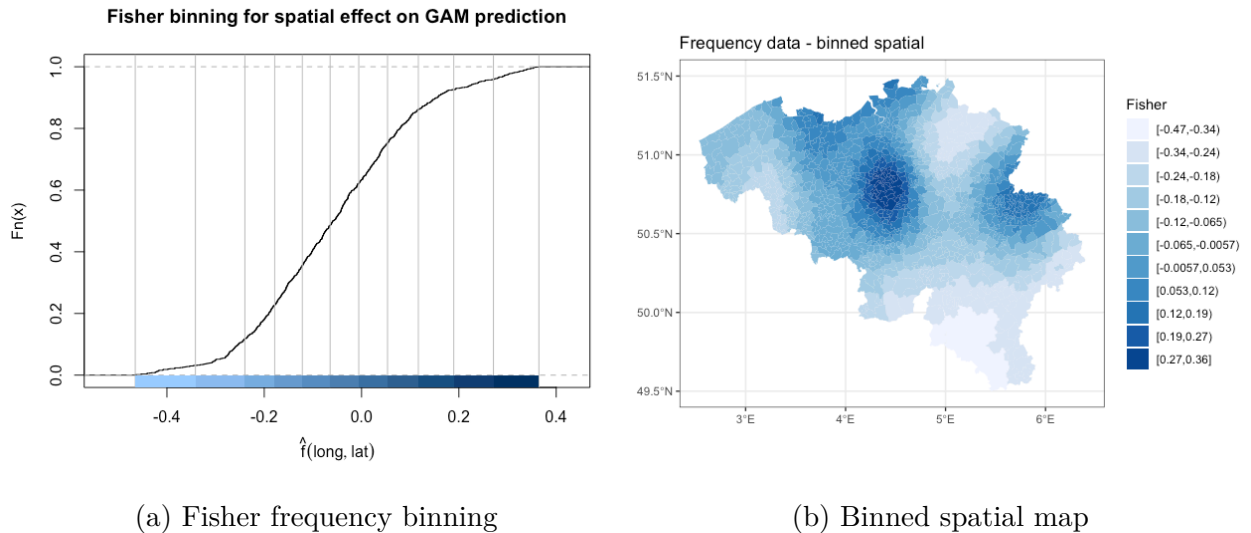 Fisher binning for spatial effect on GAM prediction
1.0
0.8
0.6
0.4
0.2
0.0
Fn(x)
-0.4
-0.2
0.0
0.2
0.4
f̂(long, lat)
(a) Fisher frequency binning
Frequency data - binned spatial
51.5°N
51.0°N
50.5°N
50.0°N
49.5°N
3°E
4°E
5°E
6°E
Fisher
[-0.47,-0.34)
[-0.34,-0.24)
[-0.24,-0.18)
[-0.18,-0.12)
[-0.12,-0.065)
[-0.065,-0.0057)
[-0.0057,0.053)
[0.053,0.12)
[0.12,0.19)
[0.19,0.27)
[0.27,0.36]
(b) Binned spatial map